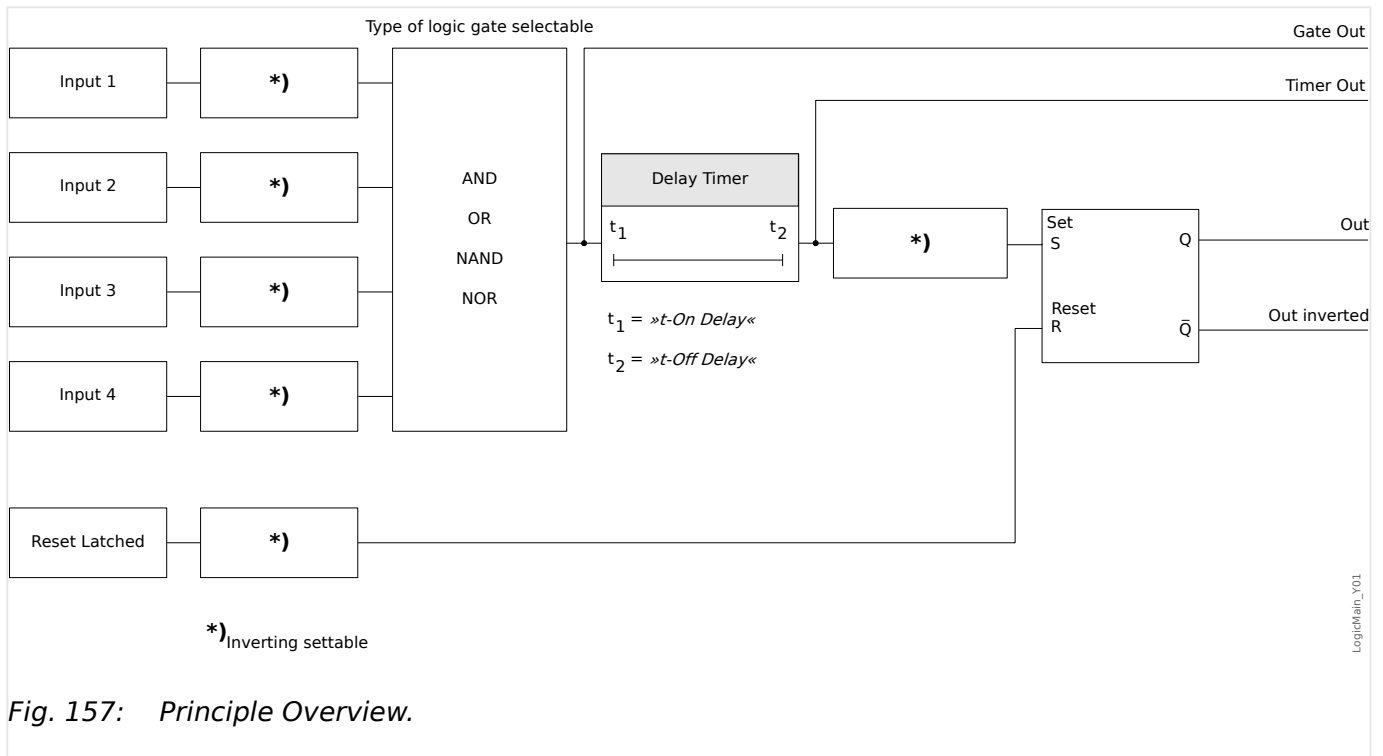 Type of logic gate selectable
Gate Out
Timer Out
Input 1
*)
Input 2
*)
Input 3
*)
Input 4
*)
AND
OR
NAND
NOR
Delay Timer
t1
t2
t1 = »t-On Delay«
t2 = »t-Off Delay«
*)
Set
S
Q
Reset
R
Q̅
Out
Out inverted
Reset Latched
*)
*)Inverting settable
LogicMain_Y01
Fig. 157: Principle Overview.